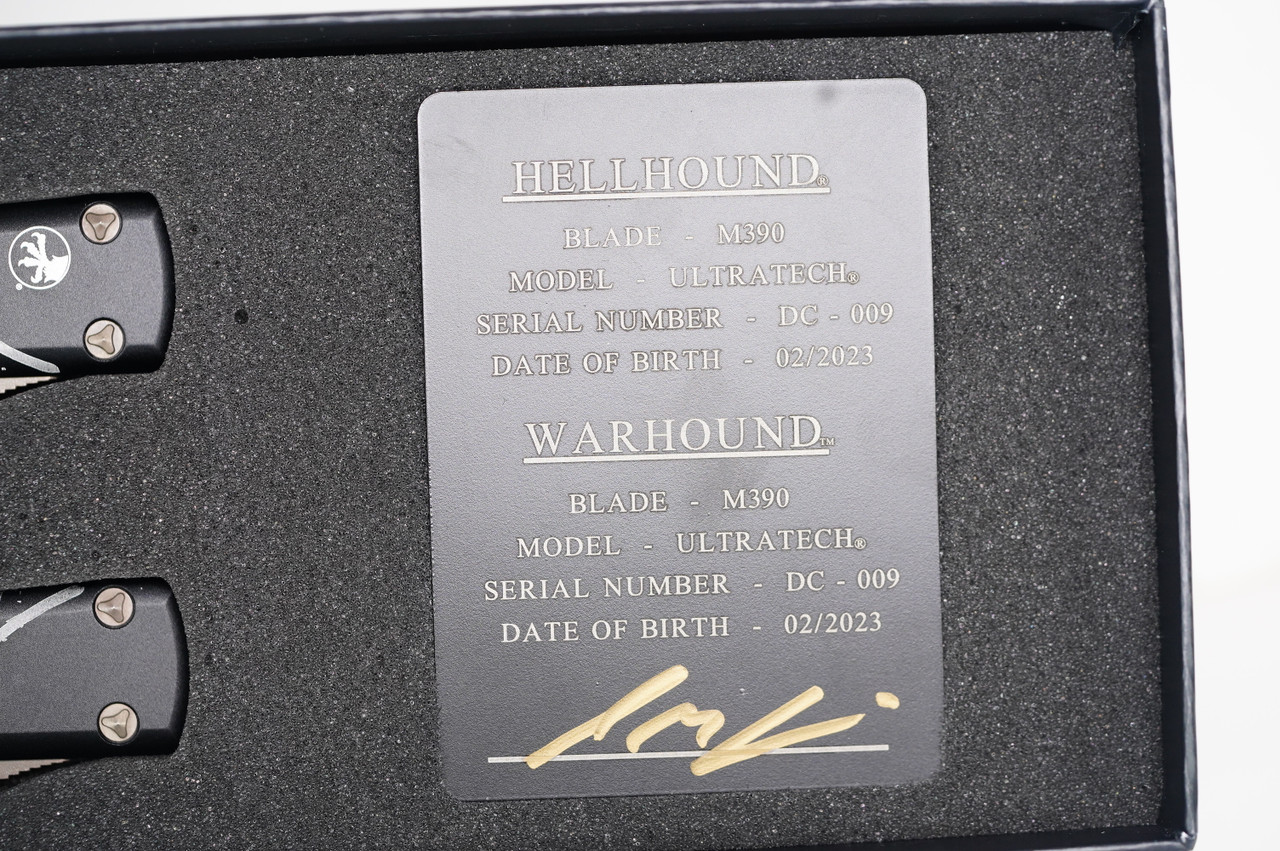 HELLHOUND®
BLADE - M390
MODEL - ULTRATECH®
SERIAL NUMBER - DC - 009
DATE OF BIRTH - 02/2023
WARHOUND™
BLADE - M390
MODEL - ULTRATECH®
SERIAL NUMBER - DC - 009
DATE OF BIRTH - 02/2023